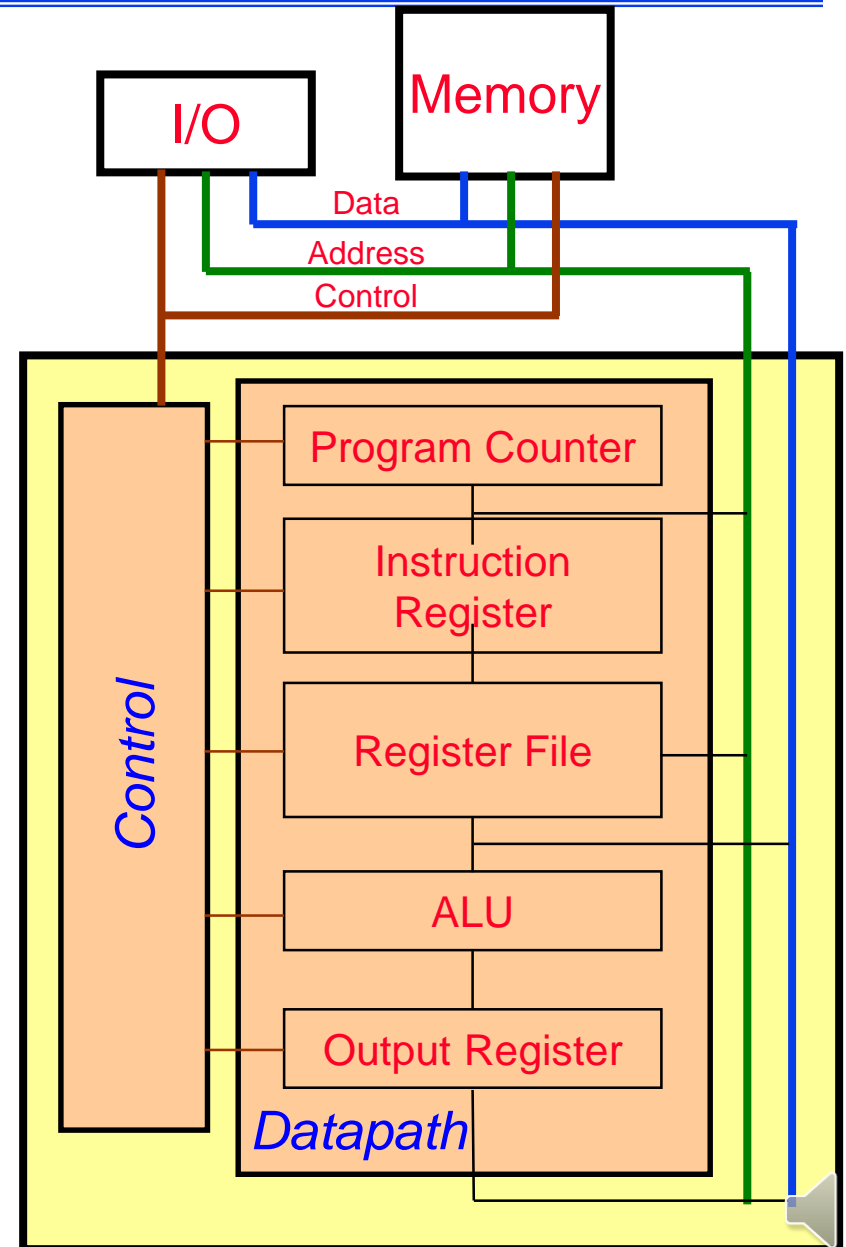 I/O
Memory
Data
Address
Control
Control
Program Counter
Instruction
Register
Register File
ALU
Output Register
Datapath